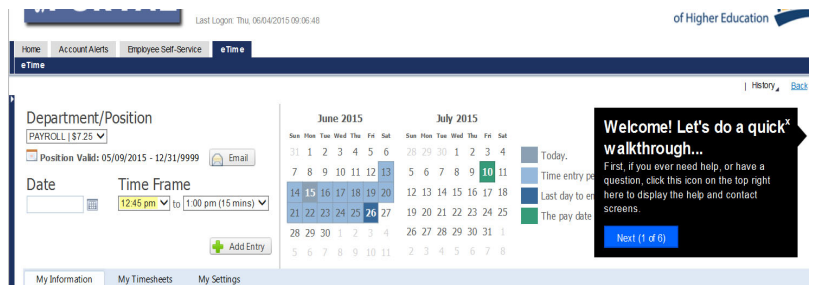 Last Logon: Thu, 06/04/2015 09:06:48
of Higher Education
Home Account Alerts Employee Self-Service eTime
eTime
| History Back
Department/Position
PAYROLL | $7.25
Position Valid: 05/09/2015 - 12/31/9999 Email
Date Time Frame
12:45 pm to 1:00 pm (15 mins)
Add Entry
June 2015
Sun Mon Tue Wed Thu Fri Sat
31 1 2 3 4 5 6
7 8 9 10 11 12 13
14 15 16 17 18 19 20
21 22 23 24 25 26 27
28 29 30 1 2 3 4
5 6 7 8 9 10 11
July 2015
Sun Mon Tue Wed Thu Fri Sat
28 29 30 1 2 3 4
5 6 7 8 9 10 11
12 13 14 15 16 17 18
19 20 21 22 23 24 25
26 27 28 29 30 31 1
2 3 4 5 6 7 8
Today.
Time entry pe
Last day to en
The pay date
Welcome! Let's do a quick x
walkthrough...
First, if you ever need help, or have a
question, click this icon on the top right
here to display the help and contact
screens.
Next (1 of 6)
My Information My Timesheets My Settings